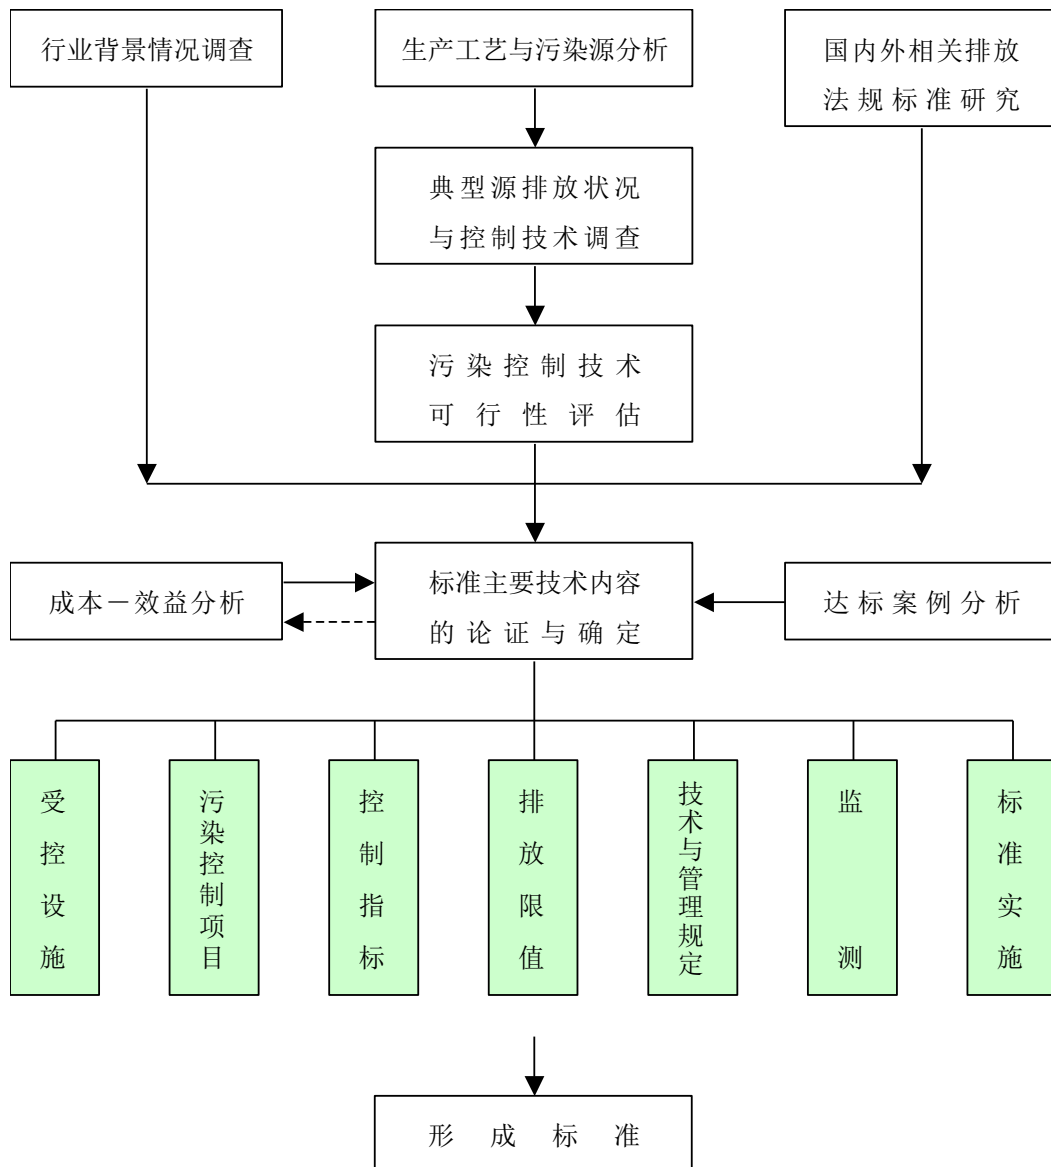 行业背景情况调查
生产工艺与污染源分析
国内外相关排放
法规标准研究
典型源排放状况
与控制技术调查
污染控制技术
可行性评估
成本－效益分析
标准主要技术内容
的论证与确定
达标案例分析
受控设施
污染控制项目
控制指标
排放限值
技术与管理规定
监测
标准实施
形成标准